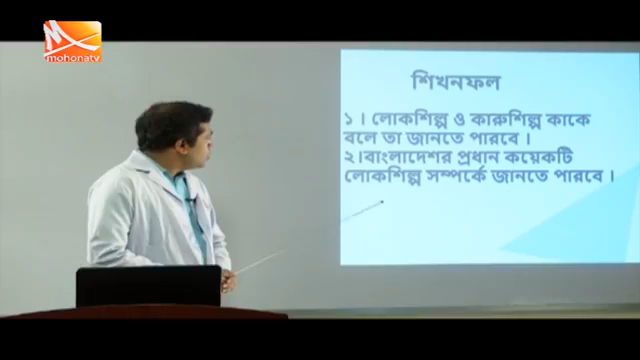 mohonatv
শিখনফল
১। লোকশিল্প ও কারুশিল্প কাকে
বলে তা জানতে পারবে ।
২।বাংলাদেশর প্রধান কয়েকটি
লোকশিল্প সম্পর্কে জানতে পারবে ।